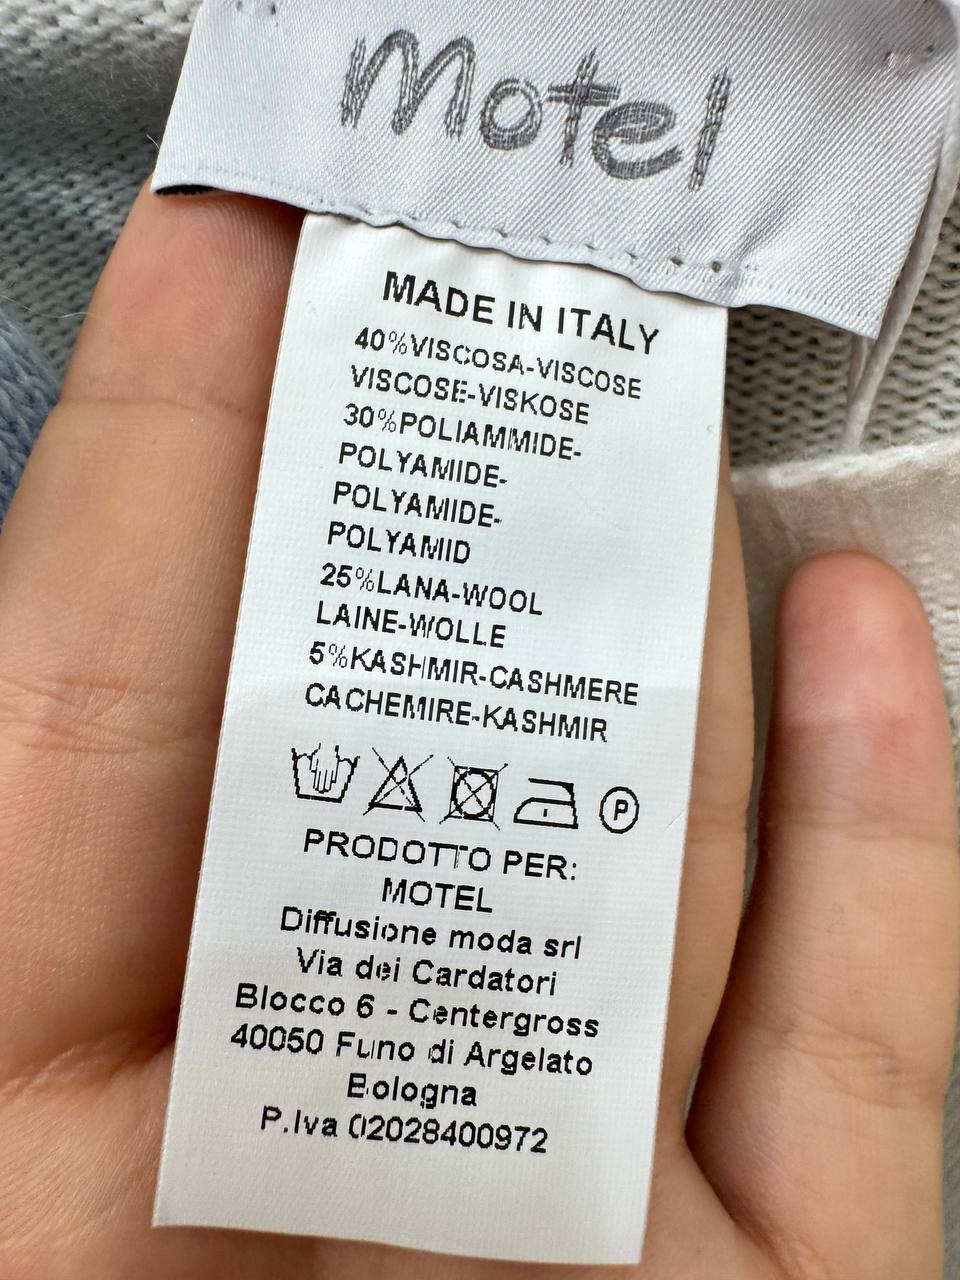 Motel
MADE IN ITALY
40%VISCOSA-VISCOSE
VISCOSE-VISKOSE
30%POLIAMMIDE-
POLYAMIDE-
POLYAMIDE-
POLYAMID
25%LANA-WOOL
LAINE-WOLLE
5%KASHMIR-CASHMERE
CACHEMIRE-KASHMIR
P
PRODOTTO PER:
MOTEL
Diffusione moda srl
Via dei Cardatori
Blocco 6 - Centergross
40050 Funo di Argelato
Bologna
P.Iva 02028400972